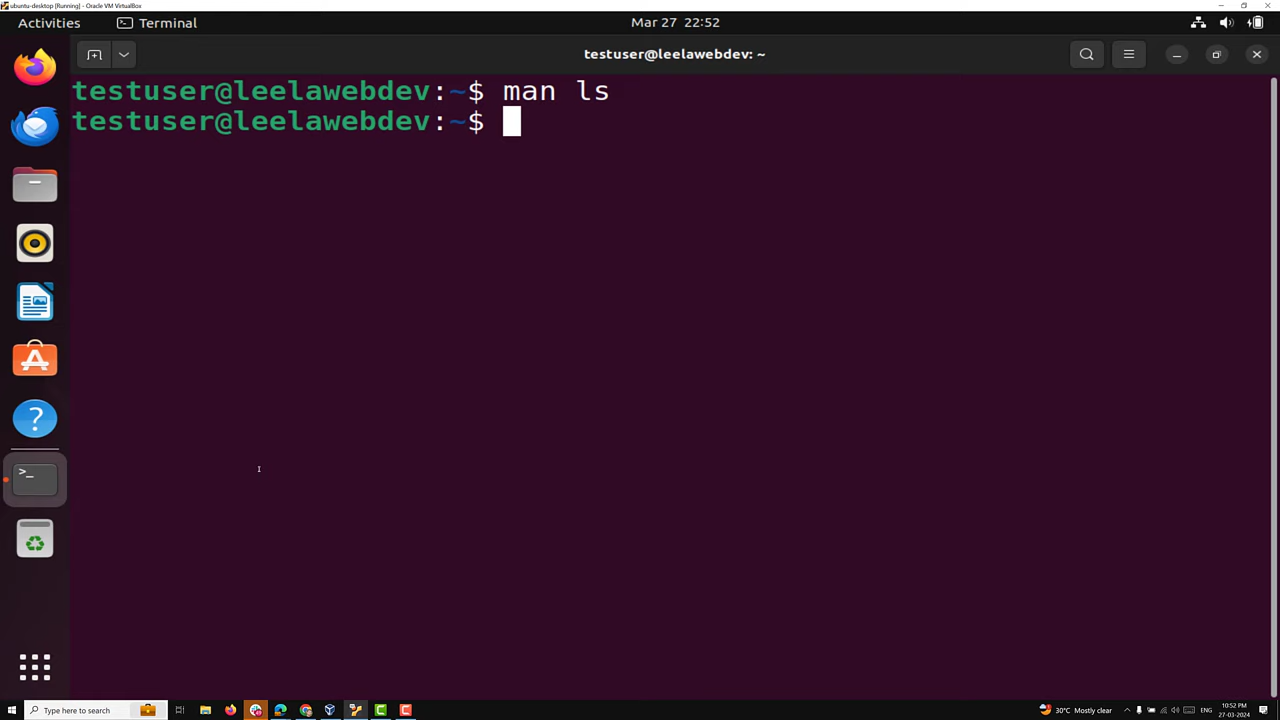 ubuntu-desktop [Running] - Oracle VM VirtualBox
Activities
Terminal
Mar 27 22:52
testuser@leelawebdev: ~
testuser@leelawebdev:~$ man ls
testuser@leelawebdev:~$
Type here to search
30°C Mostly clear
ENG
10:52 PM
27-03-2024